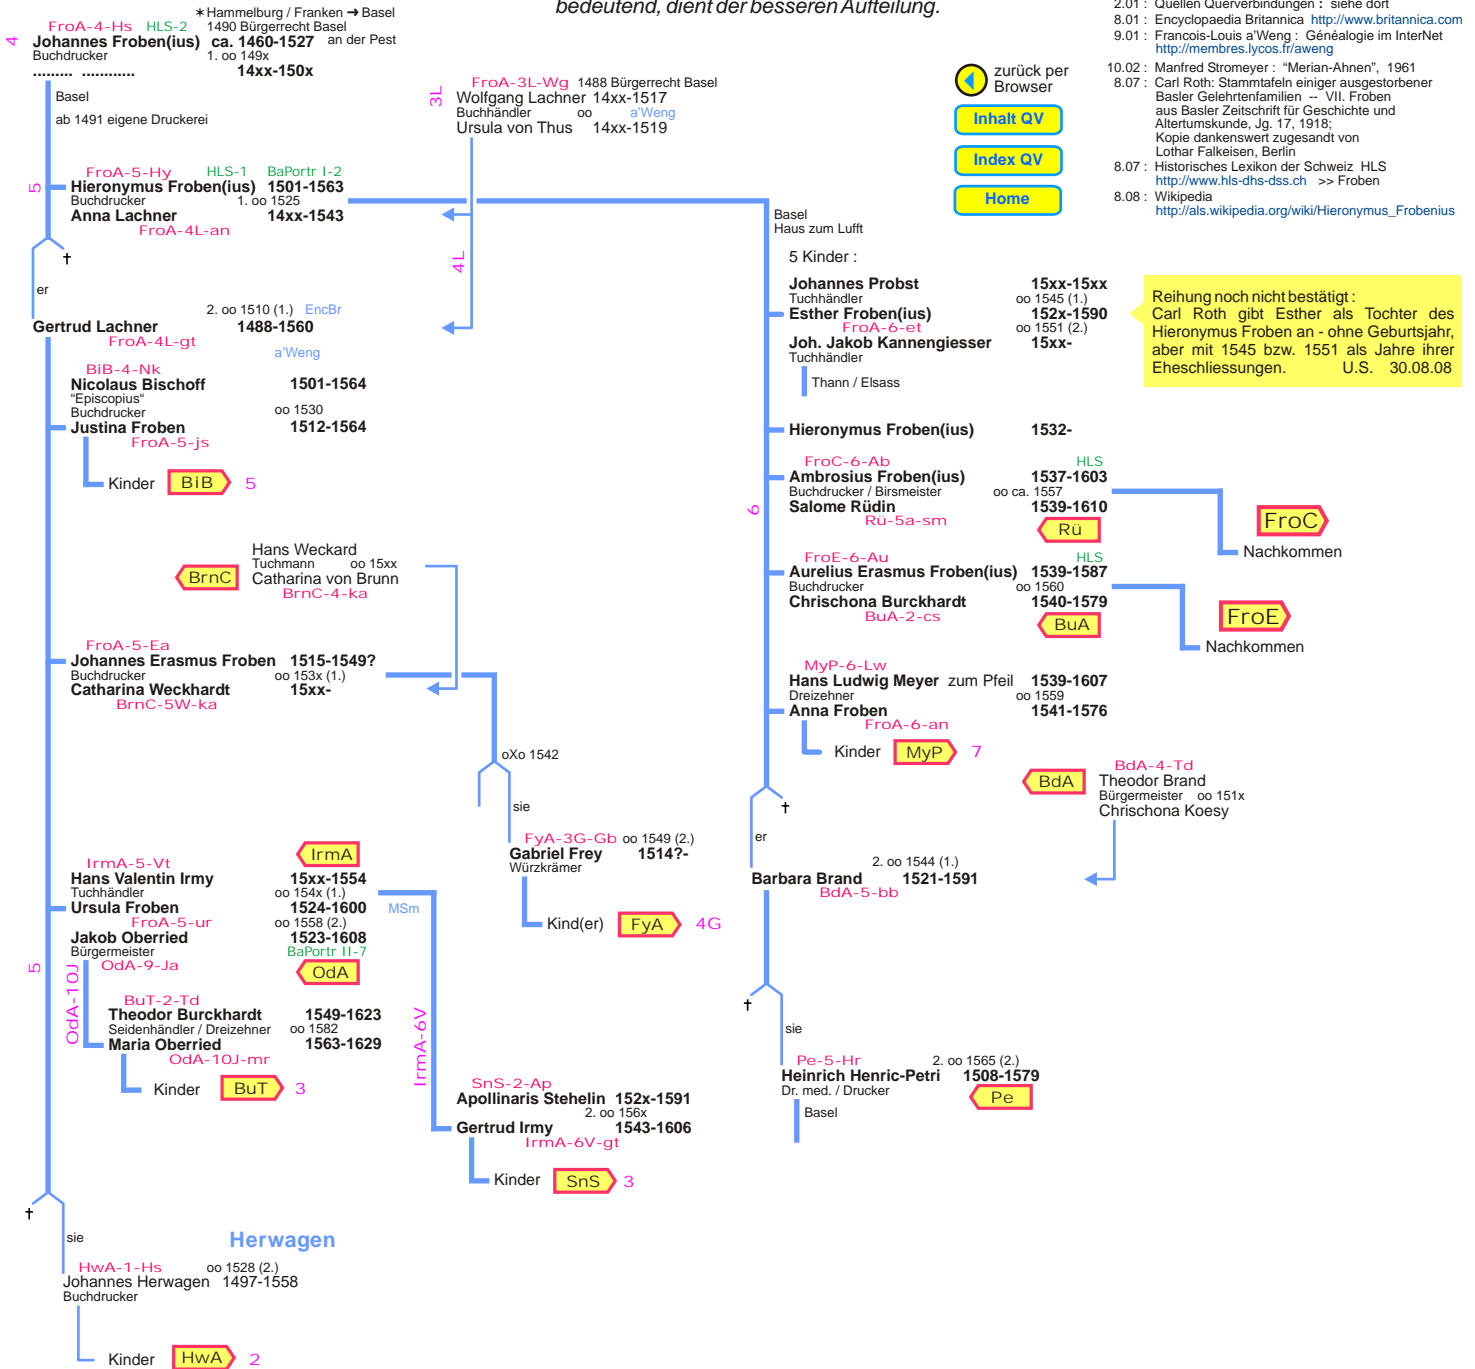 bedeutend, dient der besseren Aufteilung.
∗Hammelburg / Franken → Basel
FroA-4-Hs HLS-2 1490 Bürgerrecht Basel
4
Johannes Froben(ius) ca. 1460-1527 an der Pest
Buchdrucker 1. oo 149x
......... ............ 14xx-150x
Basel
ab 1491 eigene Druckerei
3L
FroA-3L-Wg 1488 Bürgerrecht Basel
Wolfgang Lachner 14xx-1517
Buchhändler oo a'Weng
Ursula von Thus 14xx-1519
4L
5
FroA-5-Hy HLS-1 BaPortr I-2
Hieronymus Froben(ius) 1501-1563
Buchdrucker 1. oo 1525
Anna Lachner 14xx-1543
FroA-4L-an
†
er
2. oo 1510 (1.) EncBr
Gertrud Lachner 1488-1560
FroA-4L-gt
a'Weng
BiB-4-Nk
Nicolaus Bischoff 1501-1564
"Episcopius"
Buchdrucker oo 1530
Justina Froben 1512-1564
FroA-5-js
Kinder BiB 5
Hans Weckard
Tuchmann oo 15xx
BrnC Catharina von Brunn
BrnC-4-ka
FroA-5-Ea
Johannes Erasmus Froben 1515-1549?
Buchdrucker oo 153x (1.)
Catharina Weckhardt 15xx-
BrnC-5W-ka
oXo 1542
sie
FyA-3G-Gb oo 1549 (2.)
Gabriel Frey 1514?-
Würzkrämer
Kind(er) FyA 4G
IrmA
IrmA-5-Vt
Hans Valentin Irmy 15xx-1554
Tuchhändler oo 154x (1.)
Ursula Froben 1524-1600 MSm
FroA-5-ur oo 1558 (2.)
Jakob Oberried 1523-1608
Bürgermeister BaPortr II-7
OdA-9-Ja OdA
5
OdA-10J
BuT-2-Td
Theodor Burckhardt 1549-1623
Seidenhändler / Dreizehner oo 1582
Maria Oberried 1563-1629
OdA-10J-mr
Kinder BuT 3
IrmA-6V
SnS-2-Ap
Apollinaris Stehelin 152x-1591
2. oo 156x
Gertrud Irmy 1543-1606
IrmA-6V-gt
Kinder SnS 3
†
sie
Herwagen
HwA-1-Hs oo 1528 (2.)
Johannes Herwagen 1497-1558
Buchdrucker
Kinder HwA 2
zurück per
Browser
Inhalt QV
Index QV
Home
2.01 : Quellen Querverbindungen : siehe dort
8.01 : Encyclopaedia Britannica http://www.britannica.com
9.01 : Francois-Louis a'Weng : Généalogie im InterNet
http://membres.lycos.fr/aweng
10.02 : Manfred Stromeyer : "Merian-Ahnen", 1961
8.07 : Carl Roth: Stammtafeln einiger ausgestorbener
Basler Gelehrtenfamilien -- VII. Froben
aus Basler Zeitschrift für Geschichte und
Altertumskunde, Jg. 17, 1918;
Kopie dankenswert zugesandt von
Lothar Falkeisen, Berlin
8.07 : Historisches Lexikon der Schweiz HLS
http://www.hls-dhs-dss.ch >> Froben
8.08 : Wikipedia
http://als.wikipedia.org/wiki/Hieronymus_Frobenius
Basel
Haus zum Lufft
5 Kinder :
Johannes Probst 15xx-15xx
Tuchhändler oo 1545 (1.)
Esther Froben(ius) 152x-1590
FroA-6-et oo 1551 (2.)
Joh. Jakob Kannengiesser 15xx-
Tuchhändler
Thann / Elsass
Reihung noch nicht bestätigt :
Carl Roth gibt Esther als Tochter des
Hieronymus Froben an - ohne Geburtsjahr,
aber mit 1545 bzw. 1551 als Jahre ihrer
Eheschliessungen. U.S. 30.08.08
Hieronymus Froben(ius) 1532-
6
FroC-6-Ab HLS
Ambrosius Froben(ius) 1537-1603
Buchdrucker / Birsmeister oo ca. 1557
Salome Rüdin 1539-1610
Rü-5a-sm Rü
FroC
Nachkommen
FroE-6-Au HLS
Aurelius Erasmus Froben(ius) 1539-1587
Buchdrucker oo 1560
Chrischona Burckhardt 1540-1579
BuA-2-cs BuA
FroE
Nachkommen
MyP-6-Lw
Hans Ludwig Meyer zum Pfeil 1539-1607
Dreizehner oo 1559
Anna Froben 1541-1576
FroA-6-an
Kinder MyP 7
BdA-4-Td
BdA Theodor Brand
Bürgermeister oo 151x
Chrischona Koesy
†
er
2. oo 1544 (1.)
Barbara Brand 1521-1591
BdA-5-bb
†
sie
Pe-5-Hr 2. oo 1565 (2.)
Heinrich Henric-Petri 1508-1579
Dr. med. / Drucker Pe
Basel